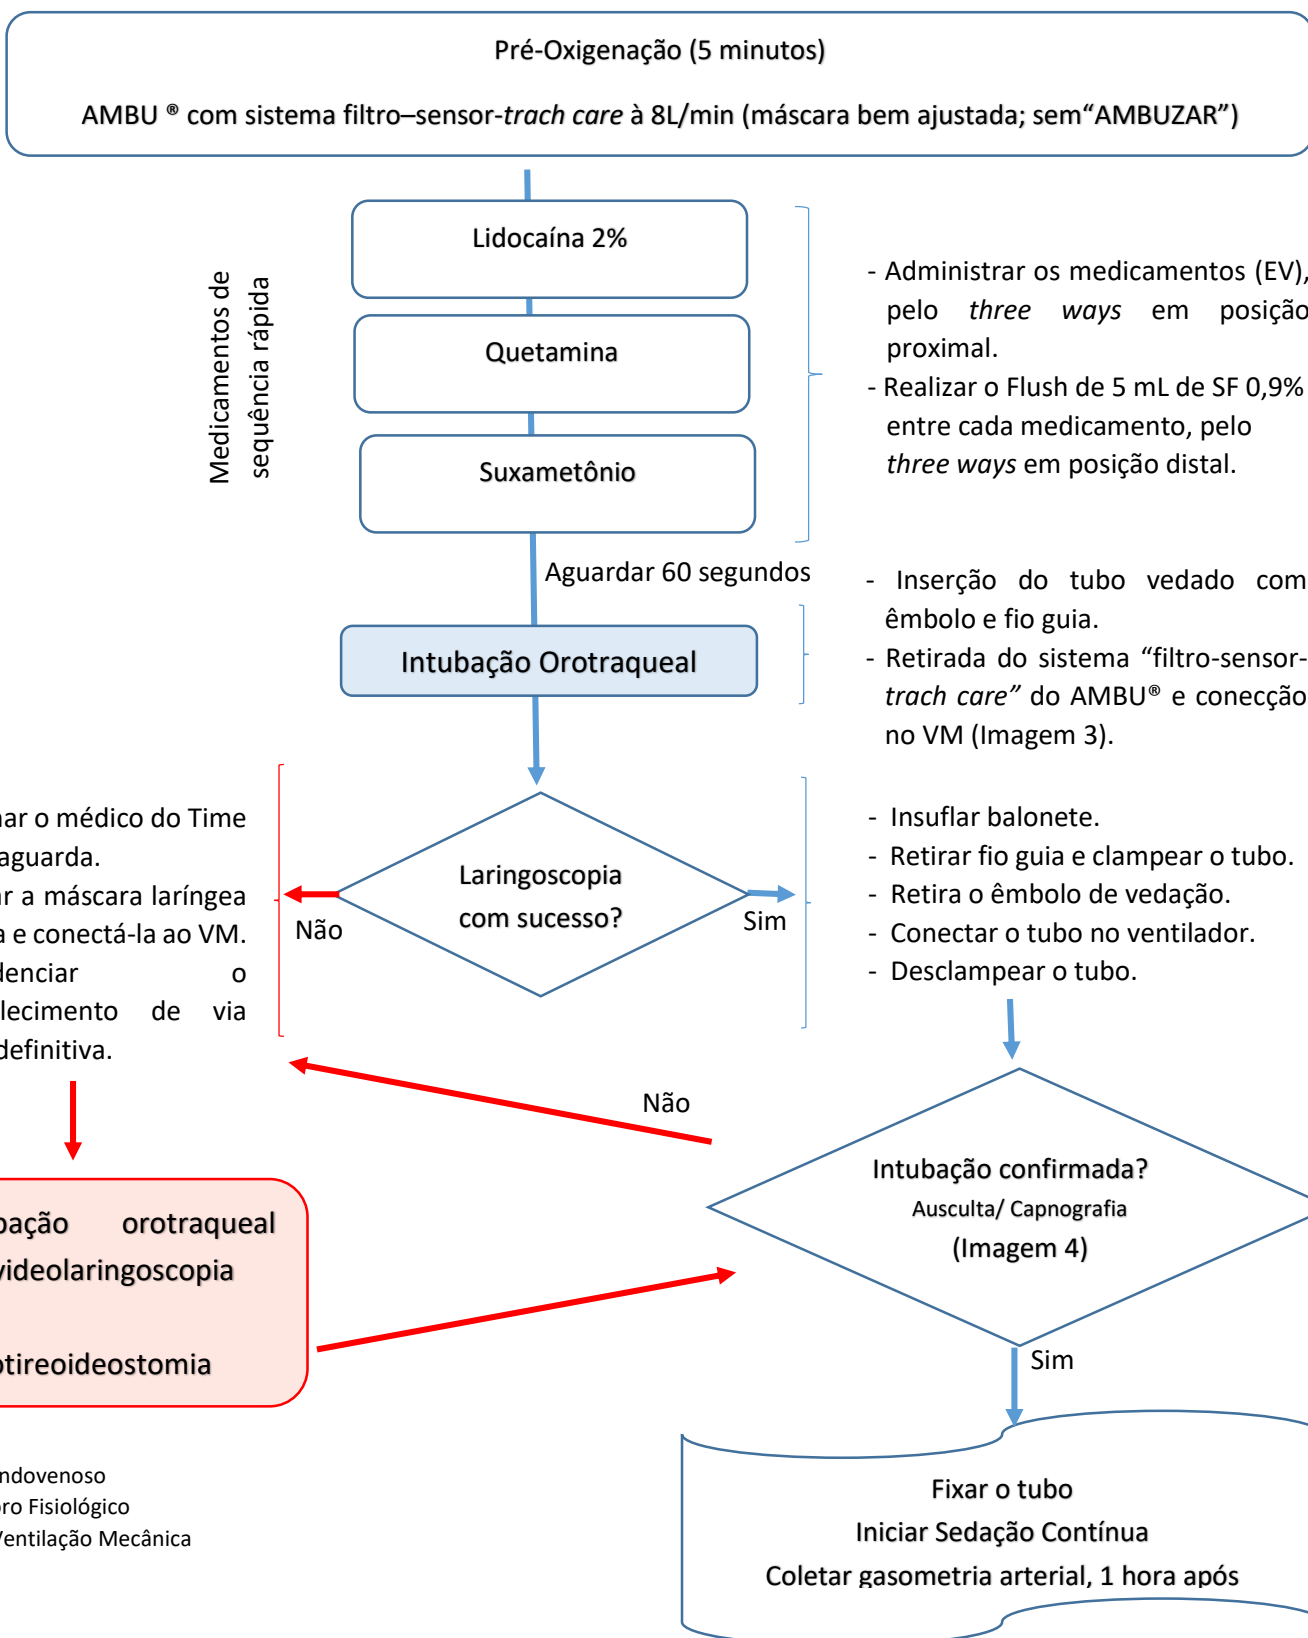 Pré-Oxigenação (5 minutos)
AMBU ® com sistema filtro–sensor-trach care à 8L/min (máscara bem ajustada; sem“AMBUZAR”)
Medicamentos de
sequência rápida
Lidocaína 2%
Quetamina
Suxametônio
- Administrar os medicamentos (EV),
pelo three ways em posição
proximal.
- Realizar o Flush de 5 mL de SF 0,9%
entre cada medicamento, pelo
three ways em posição distal.
Aguardar 60 segundos
Intubação Orotraqueal
- Inserção do tubo vedado com
êmbolo e fio guia.
- Retirada do sistema “filtro-sensor-
trach care” do AMBU® e conecção
no VM (Imagem 3).
o médico do Time
aguarda.
a máscara laríngea
e conectá-la ao VM.
o
de via
definitiva.
Não
Laringoscopia
com sucesso?
Sim
- Insuflar balonete.
- Retirar fio guia e clampear o tubo.
- Retira o êmbolo de vedação.
- Conectar o tubo no ventilador.
- Desclampear o tubo.
Não
Intubação confirmada?
Ausculta/ Capnografia
(Imagem 4)
orotraqueal
videolaringoscopia
Sim
Fixar o tubo
Iniciar Sedação Contínua
Coletar gasometria arterial, 1 hora após
Fisiológico
Ventilação Mecânica